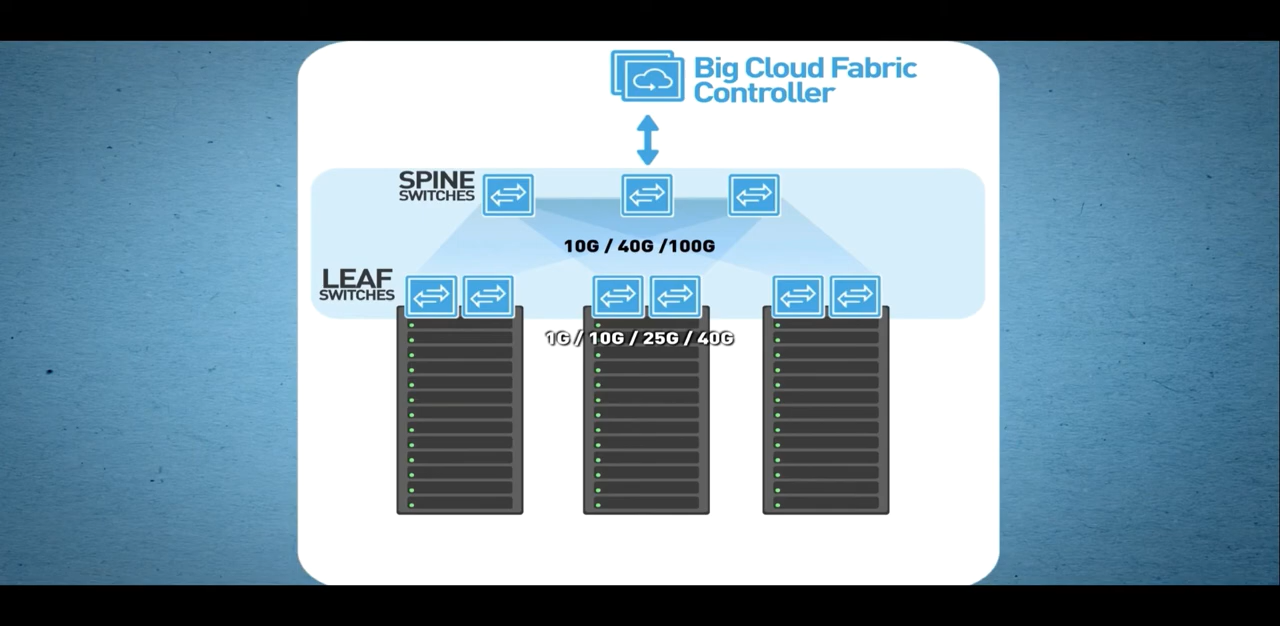 Big Cloud Fabric
Controller
SPINE
SWITCHES
10G / 40G /100G
LEAF
SWITCHES
1G / 10G / 25G / 40G